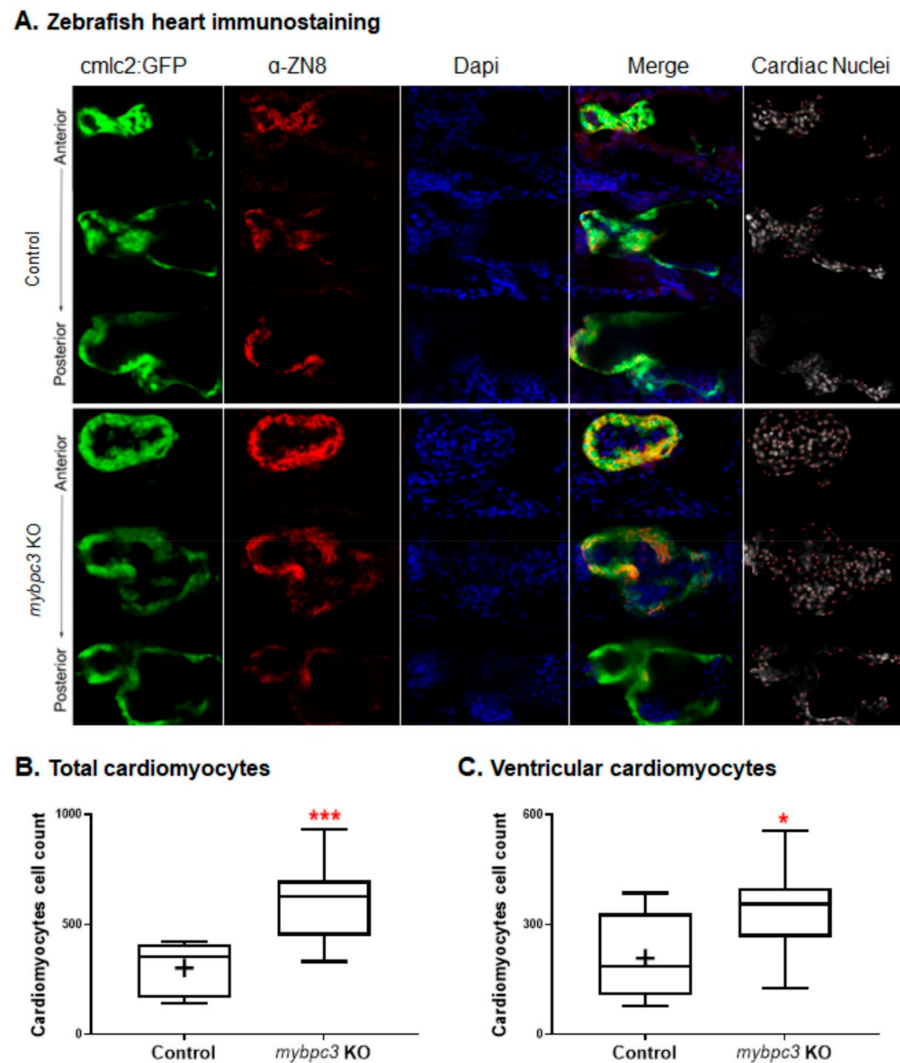 A. Zebrafish heart immunostaining
cmlc2:GFP α-ZN8 Dapi Merge Cardiac Nuclei
Anterior
Control
Posterior
Anterior
mybpc3 KO
Posterior
B. Total cardiomyocytes
Cardiomyocytes cell count
1000
500
0
***
Control mybpc3 KO
C. Ventricular cardiomyocytes
Cardiomyocytes cell count
600
300
0
*
Control mybpc3 KO